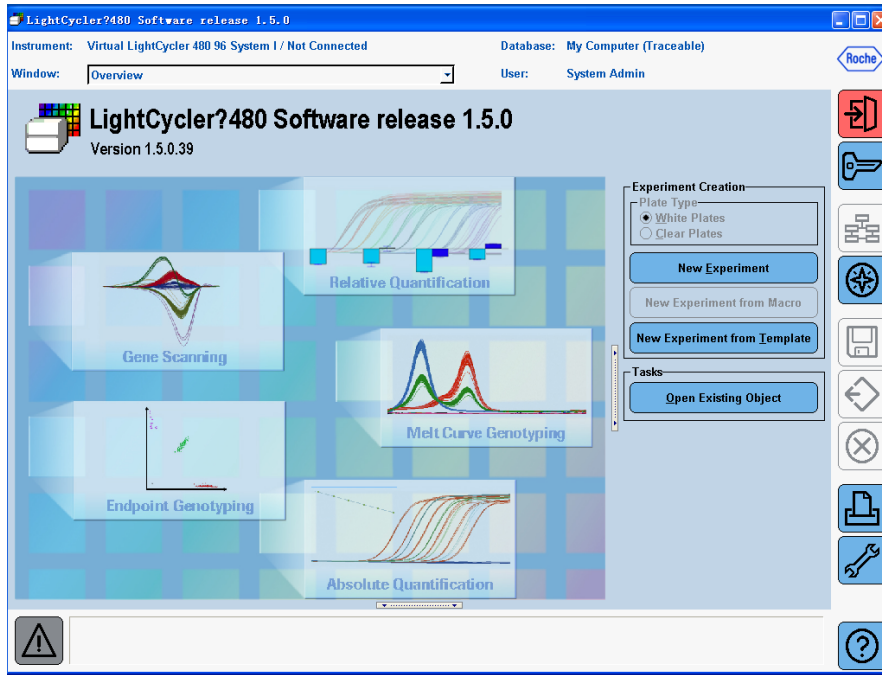 LightCycler?480 Software release 1.5.0
Instrument: Virtual LightCycler 480 96 System I / Not Connected Database: My Computer (Traceable)
Window: Overview User: System Admin
Roche
LightCycler?480 Software release 1.5.0
Version 1.5.0.39
Relative Quantification
Gene Scanning
Melt Curve Genotyping
Endpoint Genotyping
Absolute Quantification
Experiment Creation
Plate Type
White Plates
Clear Plates
New Experiment
New Experiment from Macro
New Experiment from Template
Tasks
Open Existing Object